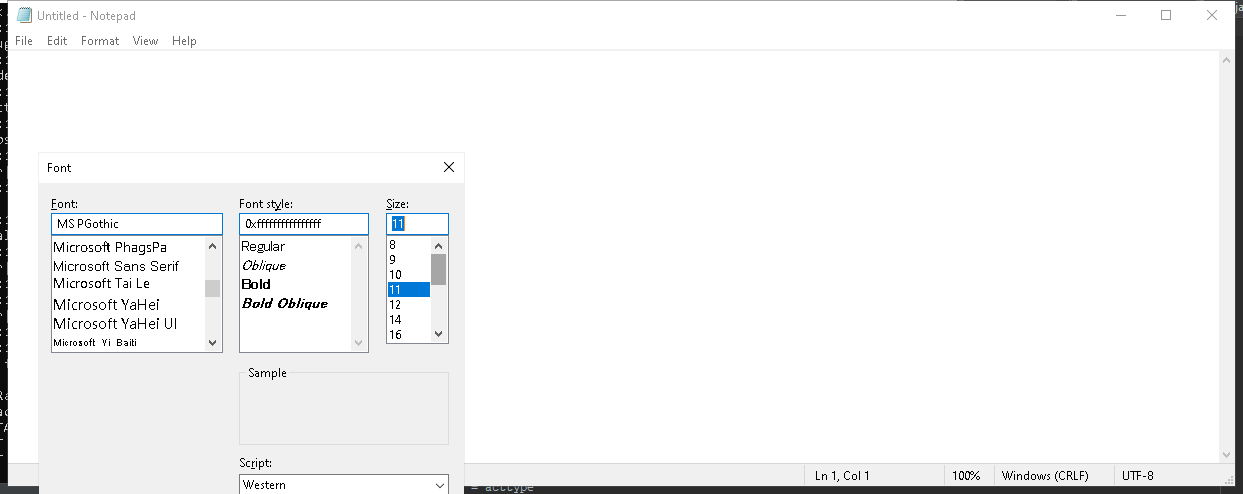 Untitled - Notepad
File Edit Format View Help
Font
Font: Font style: Size:
MS PGothic 0xffffffffffffffff 11
Microsoft PhagsPa Regular 8
Microsoft Sans Serif Oblique 9
Microsoft Tai Le Bold 10
Microsoft YaHei Bold Oblique 11
Microsoft YaHei UI 12
Microsoft Yi Baiti 14
16
Sample
Script:
Western
Ln 1, Col 1 100% Windows (CRLF) UTF-8
= acctype